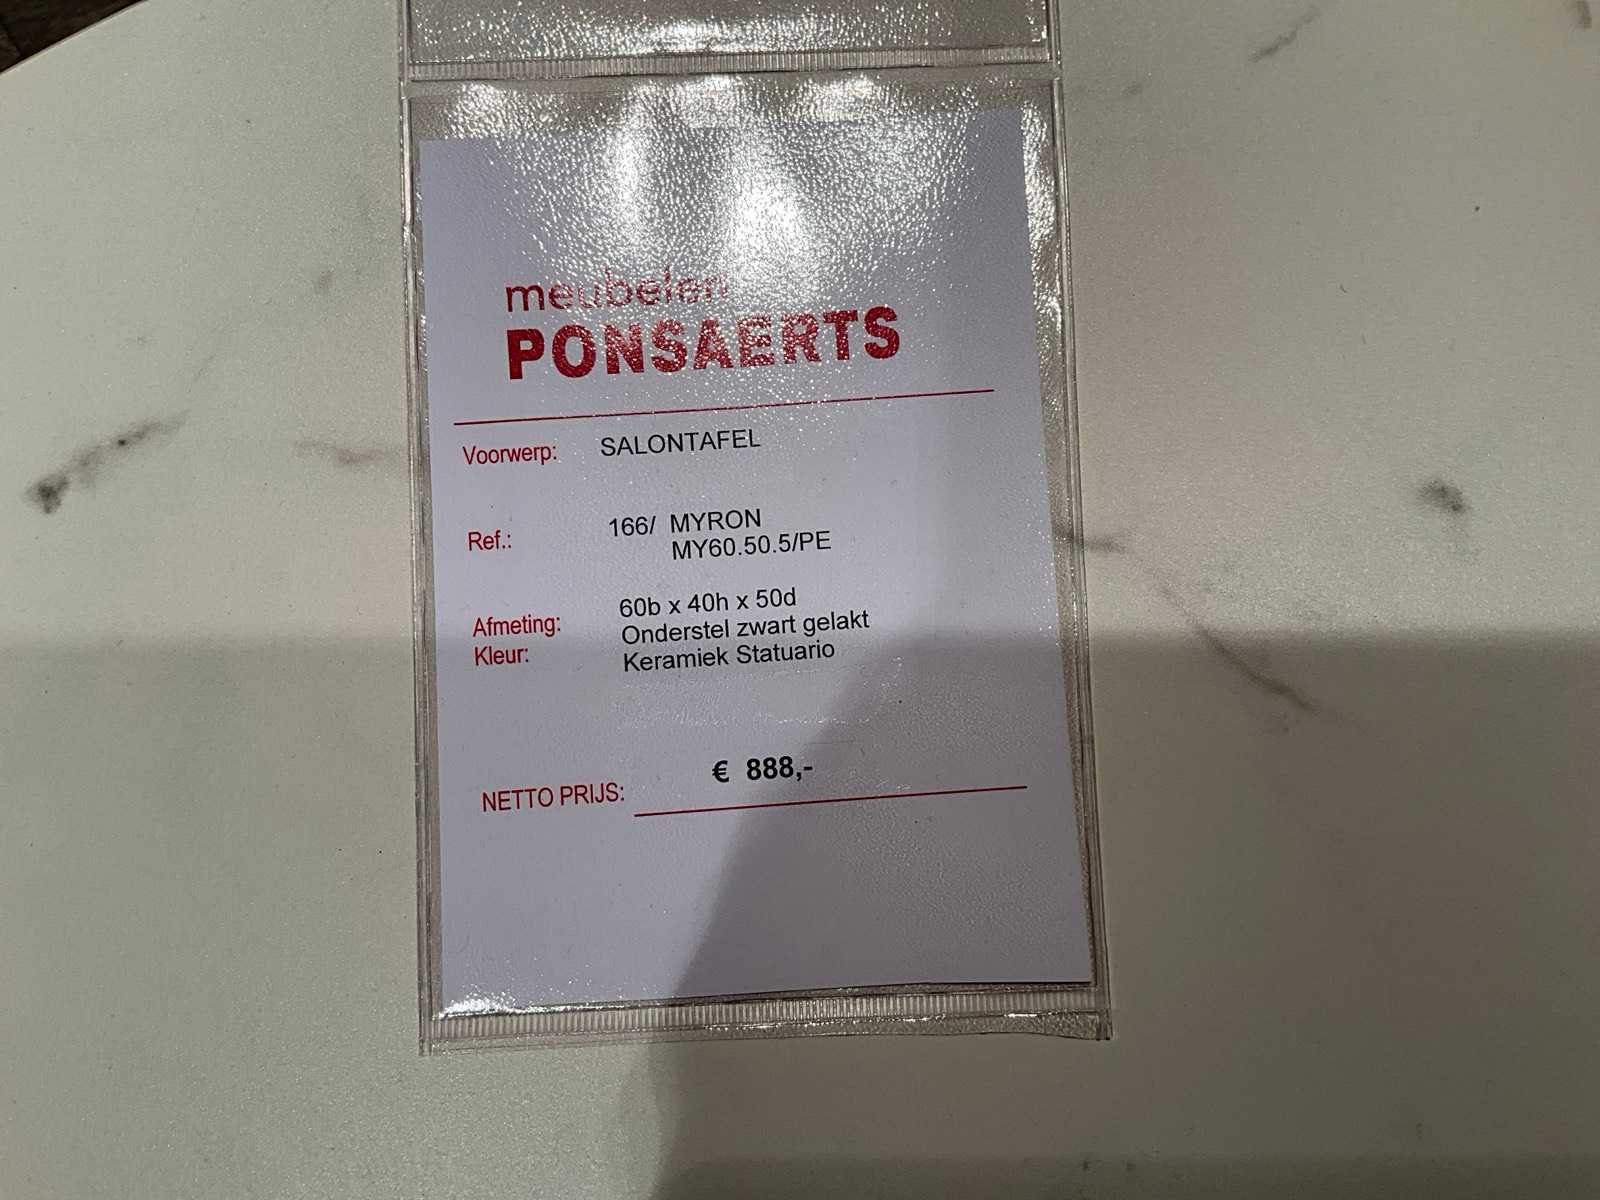 meubelen
PONSAERTS
Voorwerp: SALONTAFEL
Ref.: 166/ MYRON
MY60.50.5/PE
Afmeting: 60b x 40h x 50d
Onderstel zwart gelakt
Kleur: Keramiek Statuario
€ 888,-
NETTO PRIJS: